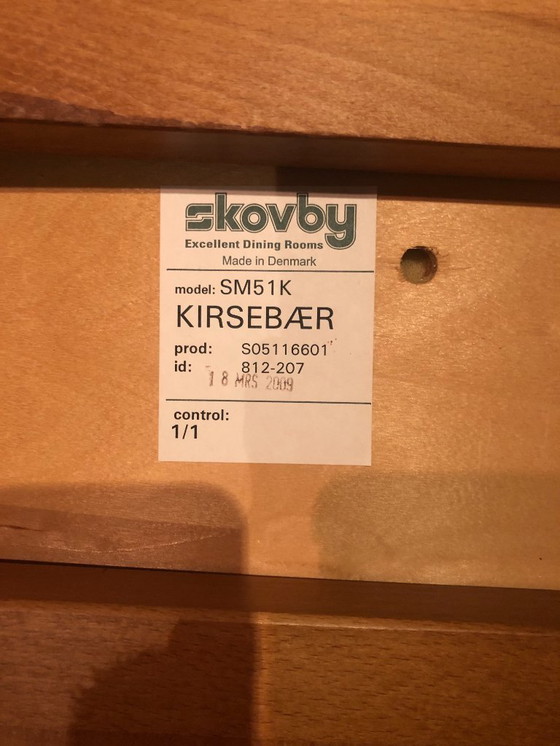 skovby
Excellent Dining Rooms
Made in Denmark
model: SM51K
KIRSEBÆR
prod: S05116601
id: 812-207
18 MRS 2009
control:
1/1